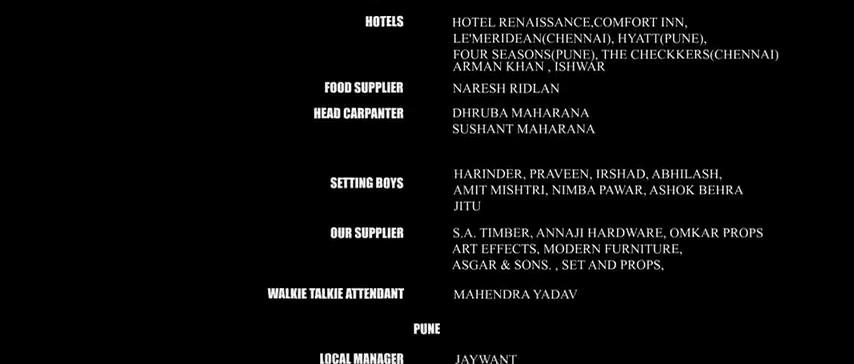 HOTELS HOTEL RENAISSANCE,COMFORT INN,
LE'MERIDEAN(CHENNAI), HYATT(PUNE),
FOUR SEASONS(PUNE), THE CHECKKERS(CHENNAI)
ARMAN KHAN , ISHWAR
FOOD SUPPLIER NARESH RIDLAN
HEAD CARPANTER DHRUBA MAHARANA
SUSHANT MAHARANA
HARINDER, PRAVEEN, IRSHAD, ABHILASH,
SETTING BOYS AMIT MISHTRI, NIMBA PAWAR, ASHOK BEHRA
JITU
OUR SUPPLIER S.A. TIMBER, ANNAJI HARDWARE, OMKAR PROPS
ART EFFECTS, MODERN FURNITURE,
ASGAR & SONS. , SET AND PROPS,
WALKIE TALKIE ATTENDANT MAHENDRA YADAV
PUNE
LOCAL MANAGER JAYWANT